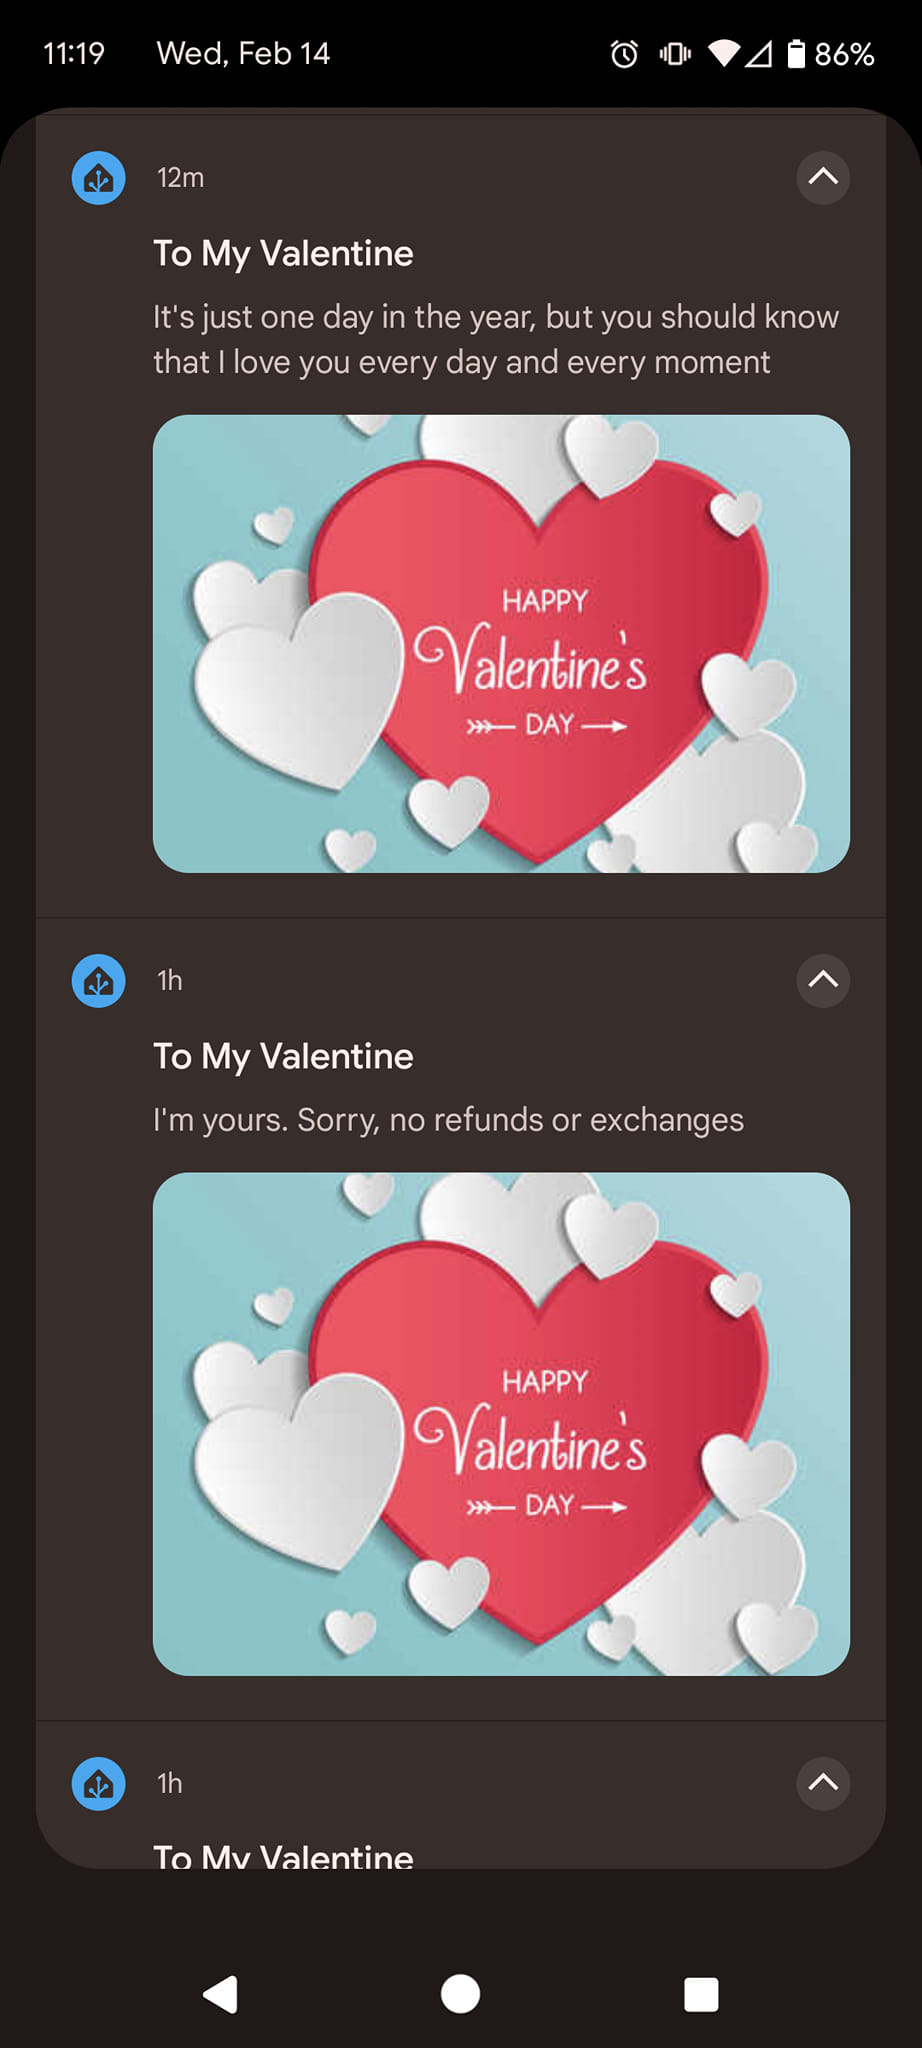 11:19 Wed, Feb 14 86%
12m
To My Valentine
It's just one day in the year, but you should know
that I love you every day and every moment
HAPPY
Valentine's
DAY
1h
To My Valentine
I'm yours. Sorry, no refunds or exchanges
HAPPY
Valentine's
DAY
1h
To My Valentine